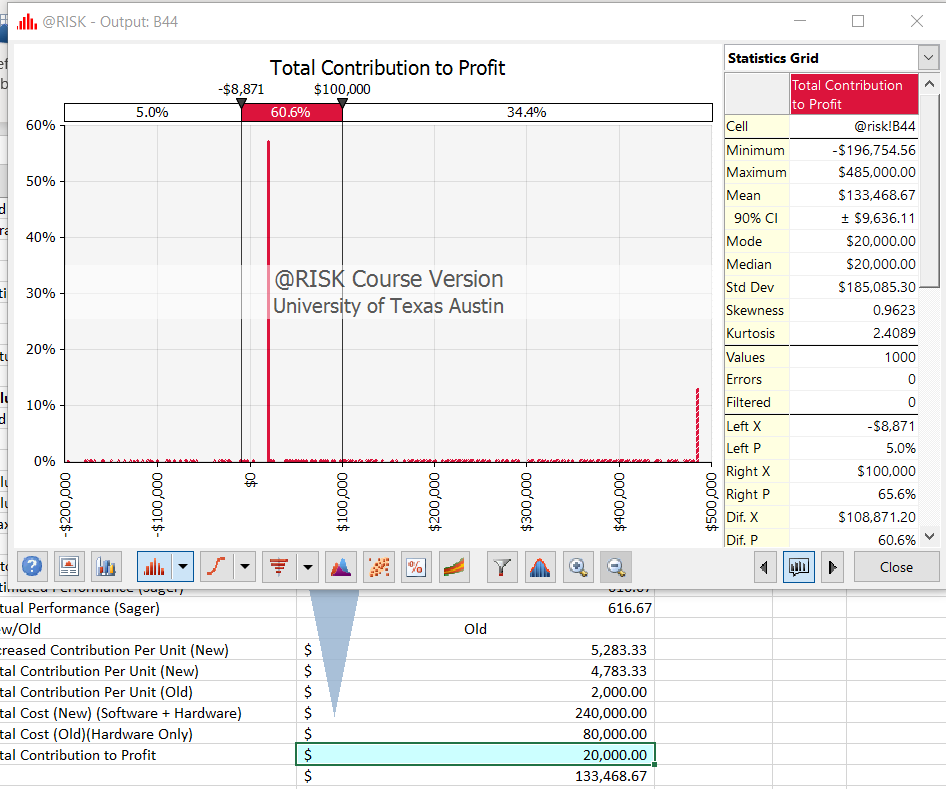 @RISK - Output: B44
Total Contribution to Profit
-$8,871 $100,000
5.0% 60.6% 34.4%
60%
50%
40%
30%
20%
10%
0%
@RISK Course Version
University of Texas Austin
-$200,000
-$100,000
$0
$100,000
$200,000
$300,000
$400,000
$500,000
Statistics Grid
Total Contribution
to Profit
Cell @risk!B44
Minimum -$196,754.56
Maximum $485,000.00
Mean $133,468.67
90% CI ± $9,636.11
Mode $20,000.00
Median $20,000.00
Std Dev $185,085.30
Skewness 0.9623
Kurtosis 2.4089
Values 1000
Errors 0
Filtered 0
Left X -$8,871
Left P 5.0%
Right X $100,000
Right P 65.6%
Dif. X $108,871.20
Dif. P 60.6%
Close
tual Performance (Sager) 616.67
w/Old Old
creased Contribution Per Unit (New) $ 5,283.33
tal Contribution Per Unit (New) $ 4,783.33
tal Contribution Per Unit (Old) $ 2,000.00
tal Cost (New) (Software + Hardware) $ 240,000.00
tal Cost (Old)(Hardware Only) $ 80,000.00
tal Contribution to Profit $ 20,000.00
$ 133,468.67